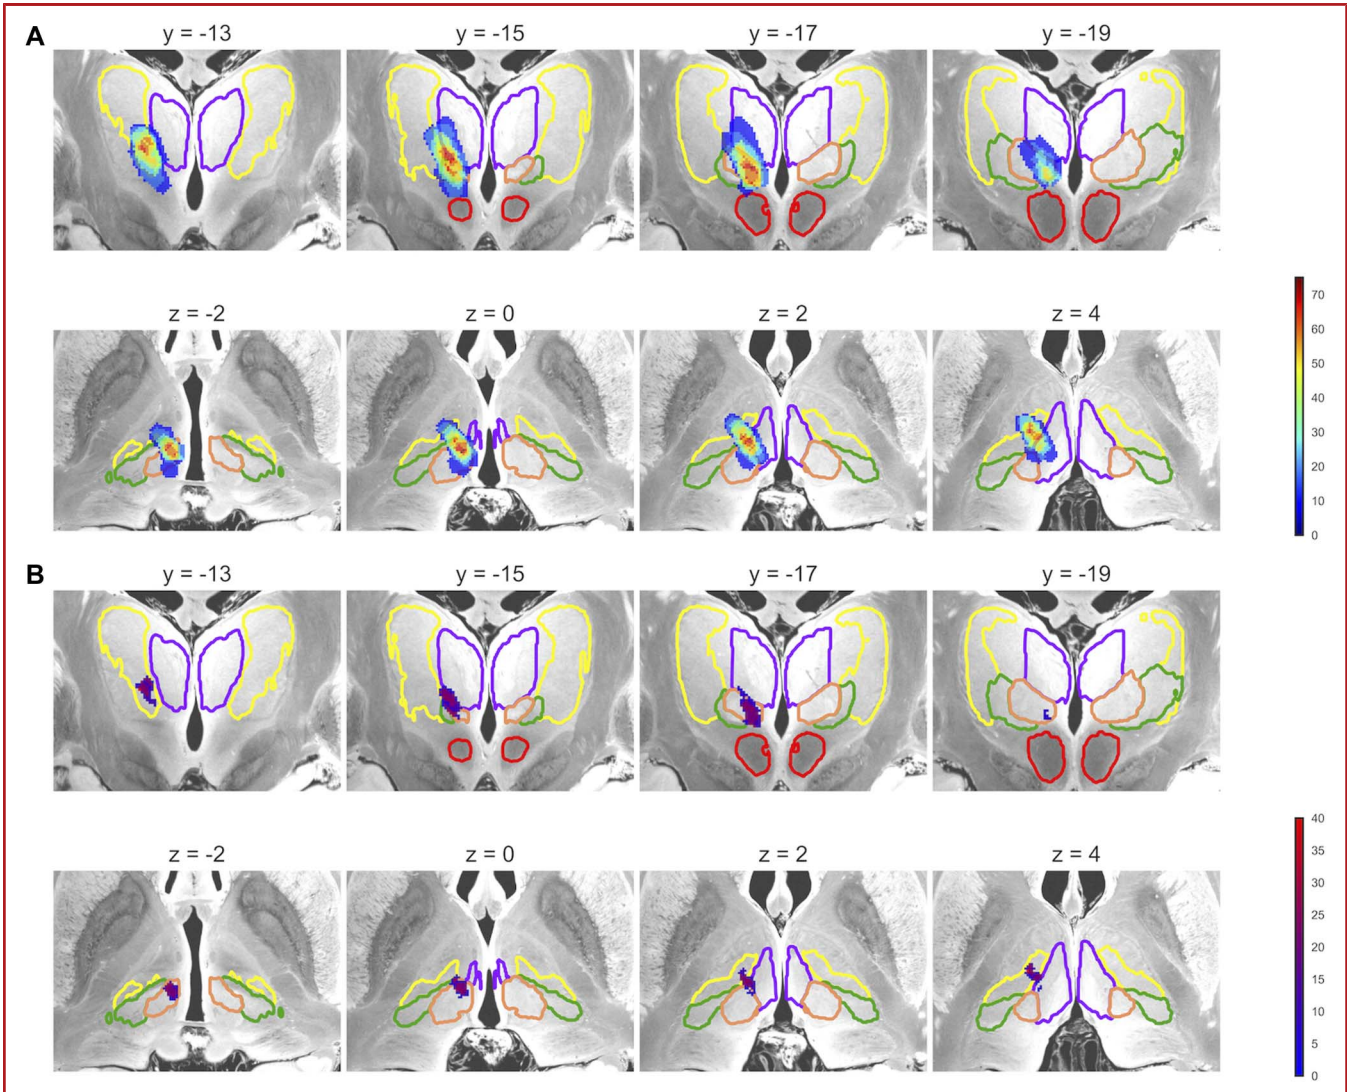 A
y = -13
y = -15
y = -17
y = -19
z = -2
z = 0
z = 2
z = 4
70
60
50
40
30
20
10
0
B
y = -13
y = -15
y = -17
y = -19
z = -2
z = 0
z = 2
z = 4
40
35
30
25
20
15
10
5
0